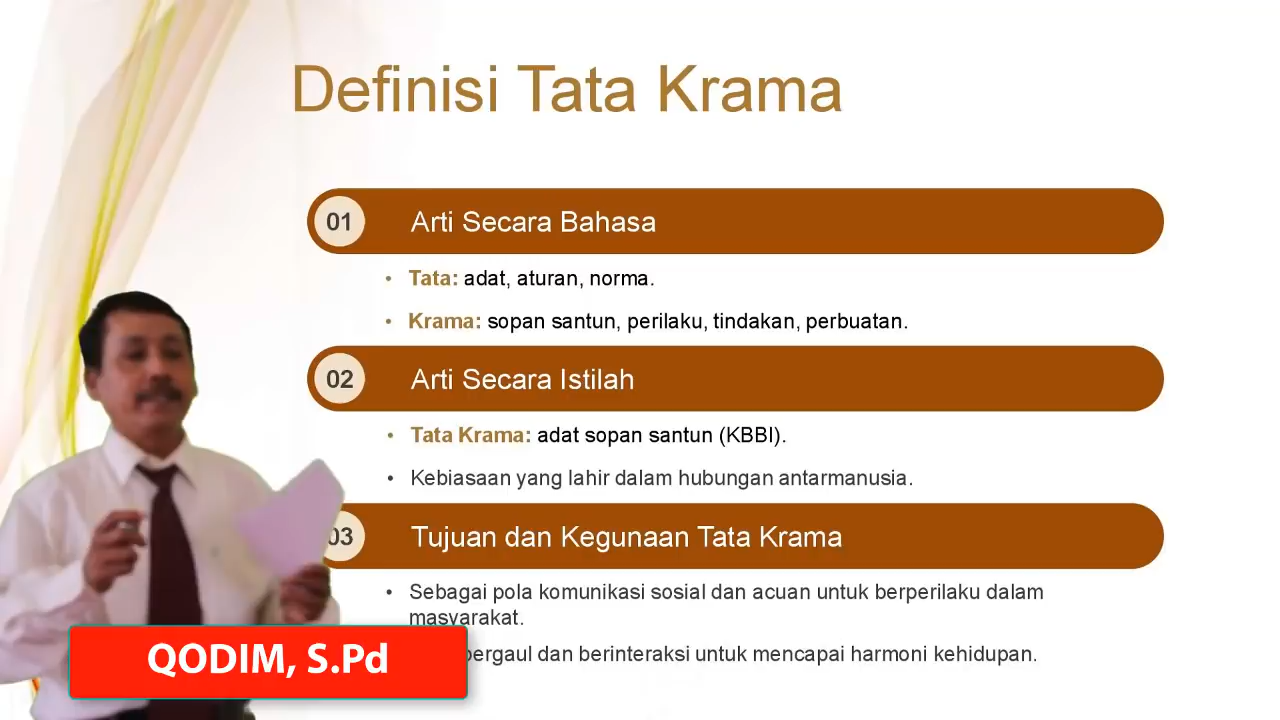 Definisi Tata Krama
01 Arti Secara Bahasa
• Tata: adat, aturan, norma.
• Krama: sopan santun, perilaku, tindakan, perbuatan.
02 Arti Secara Istilah
• Tata Krama: adat sopan santun (KBBI).
• Kebiasaan yang lahir dalam hubungan antarmanusia.
03 Tujuan dan Kegunaan Tata Krama
• Sebagai pola komunikasi sosial dan acuan untuk berperilaku dalam
masyarakat.
bergaul dan berinteraksi untuk mencapai harmoni kehidupan.
QODIM, S.Pd